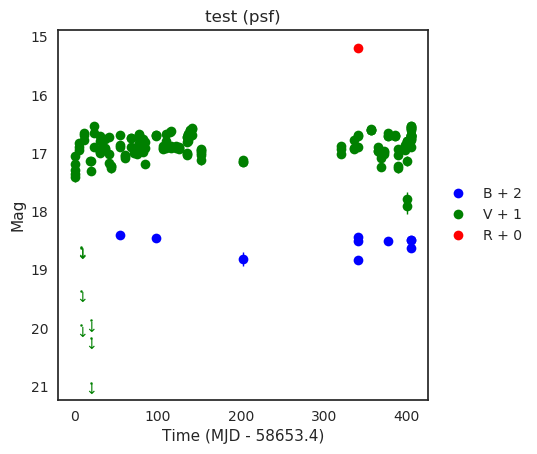 test (psf)
15
16
17
18
19
20
21
Mag
0
100
200
300
400
Time (MJD - 58653.4)
B + 2
V + 1
R + 0